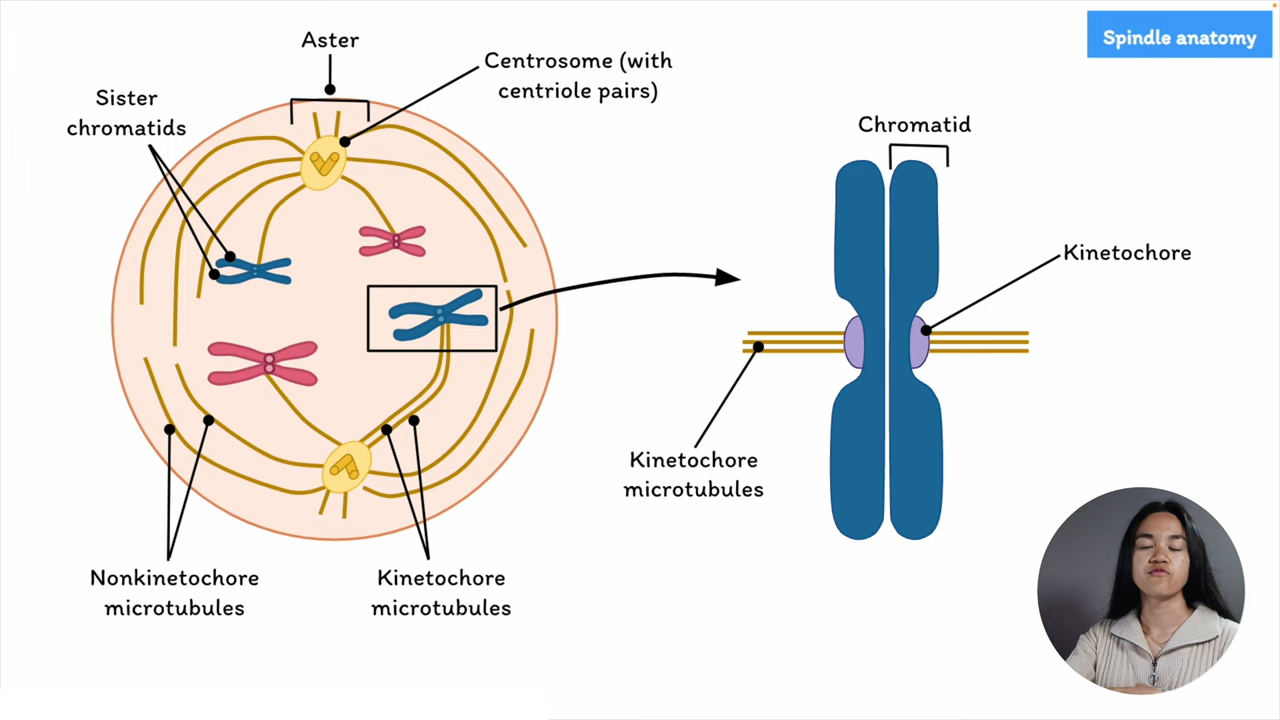 Spindle anatomy
Aster
Centrosome (with
centriole pairs)
Sister
chromatids
Chromatid
Kinetochore
Kinetochore
microtubules
Nonkinetochore
microtubules
Kinetochore
microtubules